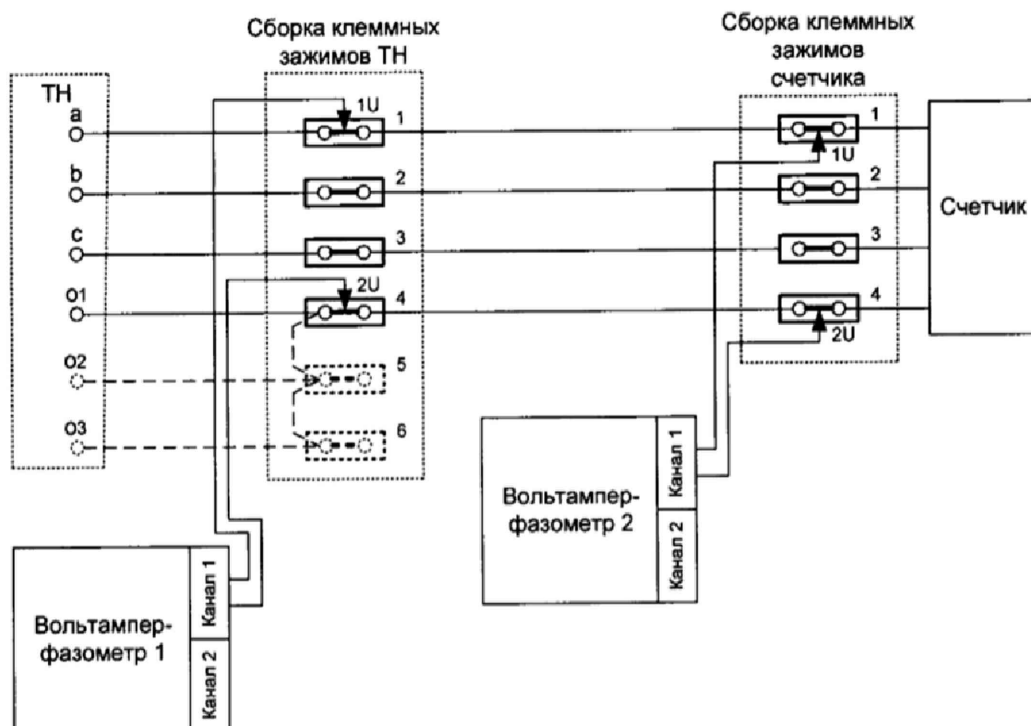 Сборка клеммных
зажимов ТН
Сборка клеммных
зажимов
счетчика
ТН
a
1U
1
1
1U
b
2
2
Счетчик
c
3
3
o1
2U
4
4
2U
o2
5
o3
6
Вольтампер-
фазометр 2
Канал 1
Канал 2
Вольтампер-
фазометр 1
Канал 1
Канал 2